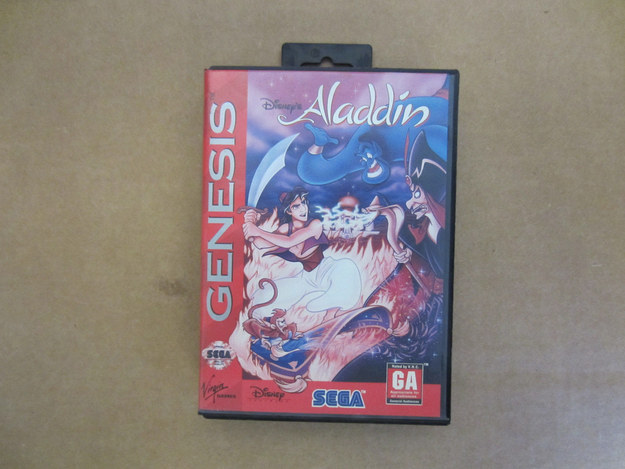 Disney's
Aladdin
GENESIS
SEGA
Virgin
Disney
SEGA
GA